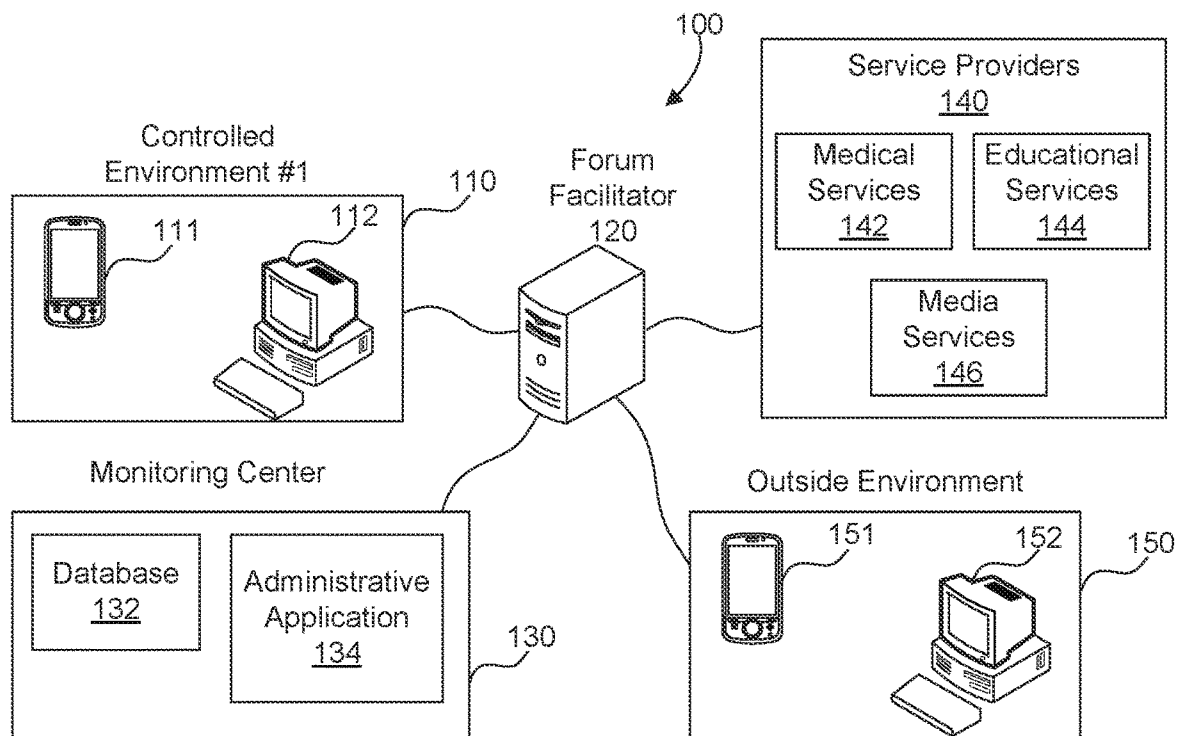 100
Service Providers
140
Medical
Services
142
Educational
Services
144
Media
Services
146
Controlled
Environment #1
110
111
112
Forum
Facilitator
120
Monitoring Center
Database
132
Administrative
Application
134
130
Outside Environment
151
152
150